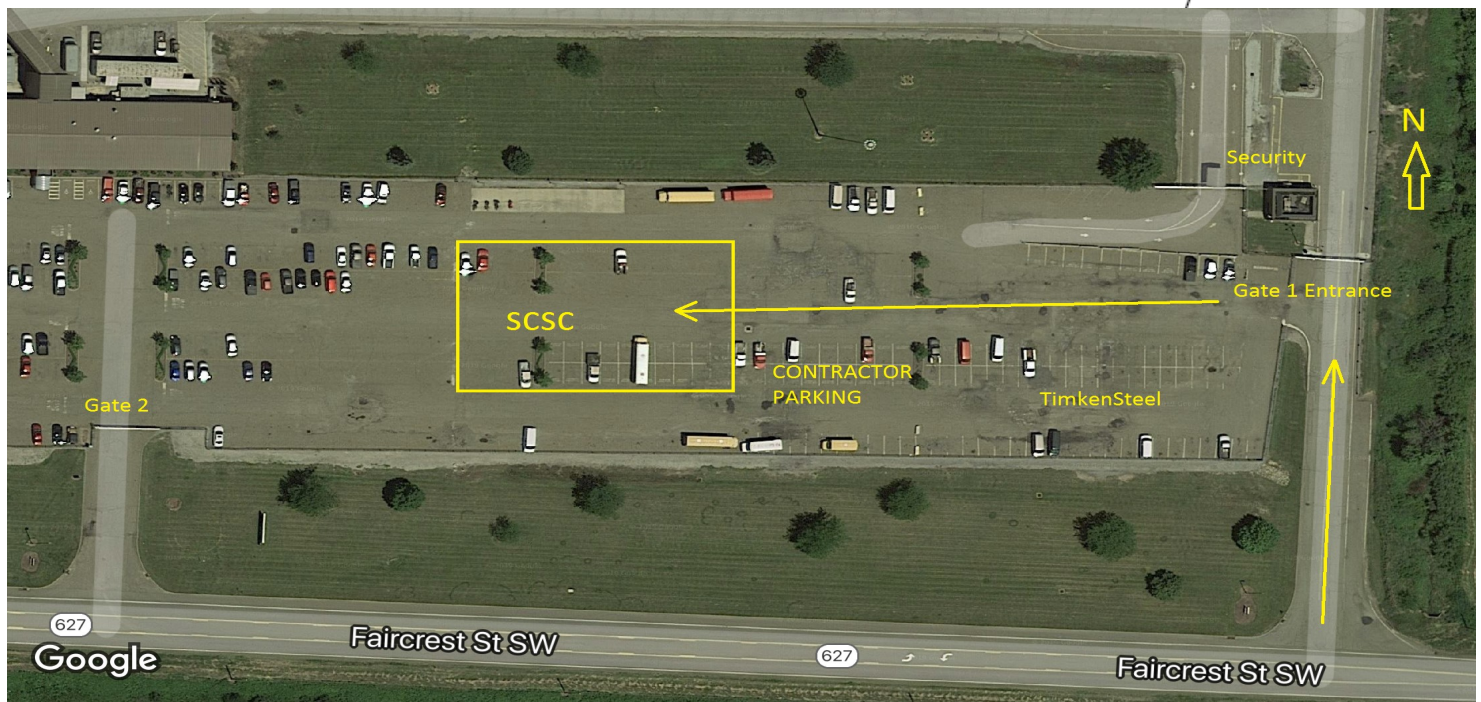 N
Security
Gate 1 Entrance
SCSC
CONTRACTOR
PARKING
TimkenSteel
Gate 2
627
Faircrest St SW
627
Google
Faircrest St SW